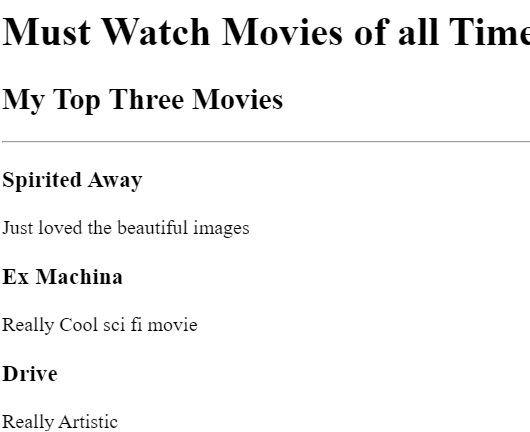 Must Watch Movies of all Time
My Top Three Movies
Spirited Away
Just loved the beautiful images
Ex Machina
Really Cool sci fi movie
Drive
Really Artistic